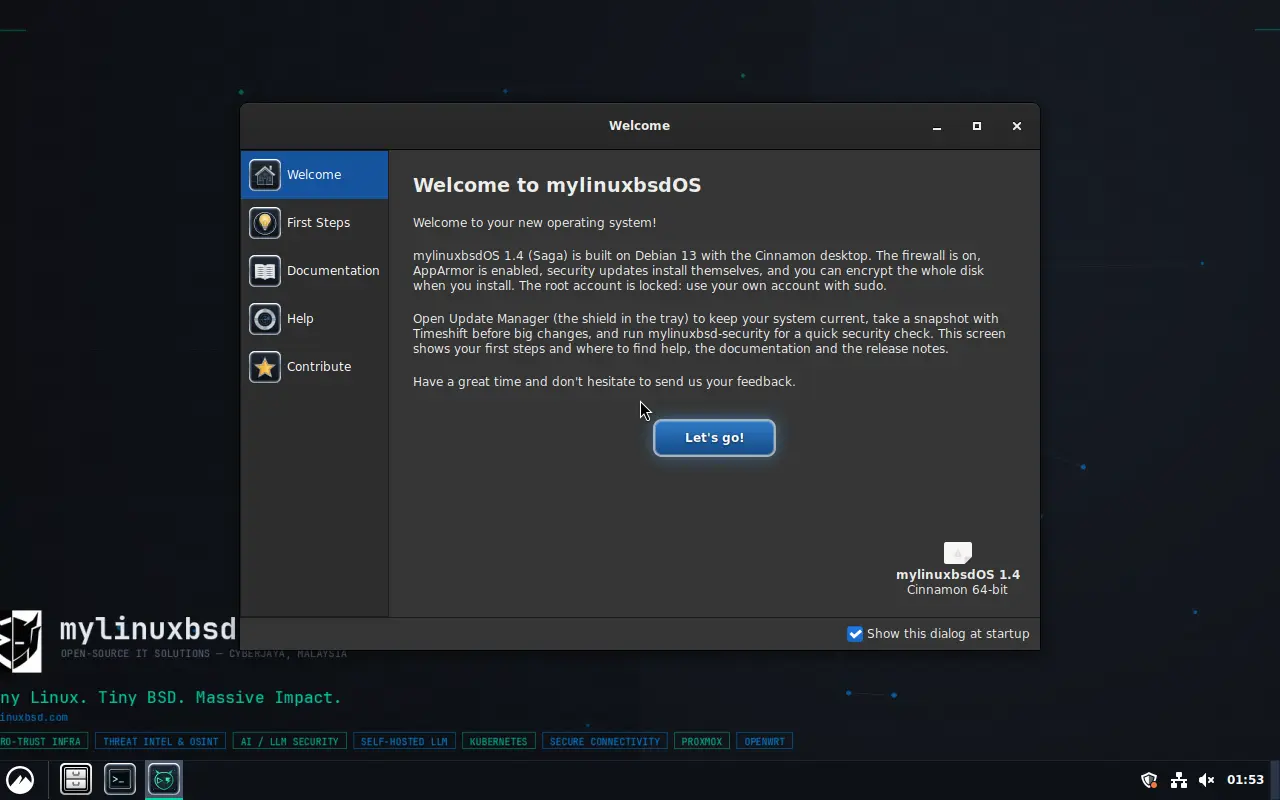 Welcome
Welcome
First Steps
Documentation
Help
Contribute
Welcome to mylinuxbsdOS
Welcome to your new operating system!
mylinuxbsdOS 1.4 (Saga) is built on Debian 13 with the Cinnamon desktop. The firewall is on,
AppArmor is enabled, security updates install themselves, and you can encrypt the whole disk
when you install. The root account is locked: use your own account with sudo.
Open Update Manager (the shield in the tray) to keep your system current, take a snapshot with
Timeshift before big changes, and run mylinuxbsd-security for a quick security check. This screen
shows your first steps and where to find help, the documentation and the release notes.
Have a great time and don't hesitate to send us your feedback.
Let's go!
mylinuxbsdOS 1.4
Cinnamon 64-bit
Show this dialog at startup
mylinuxbsd
OPEN-SOURCE IT SOLUTIONS — CYBERJAYA, MALAYSIA
ny Linux. Tiny BSD. Massive Impact.
inuxbsd.com
RO-TRUST INFRA
THREAT INTEL & OSINT
AI / LLM SECURITY
SELF-HOSTED LLM
KUBERNETES
SECURE CONNECTIVITY
PROXMOX
OPENWRT
01:53